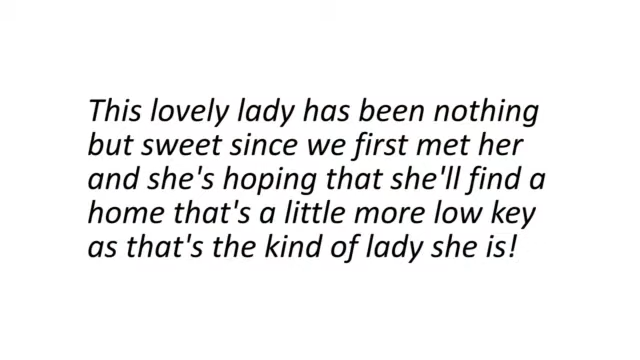 This lovely lady has been nothing
but sweet since we first met her
and she's hoping that she'll find a
home that's a little more low key
as that's the kind of lady she is!